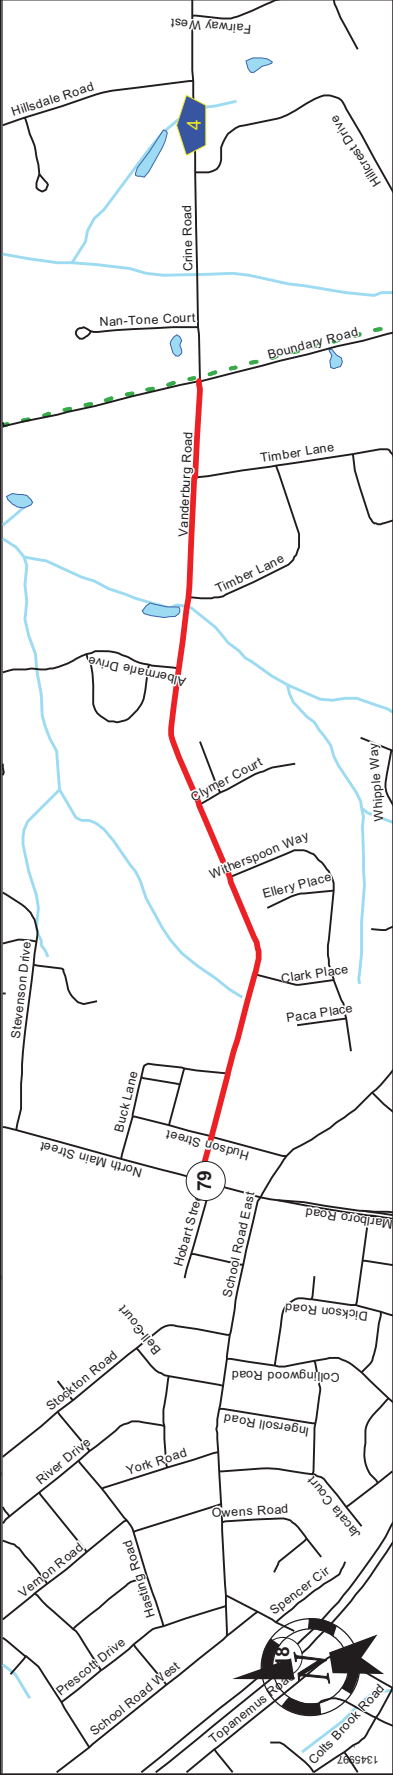 Fairway West
Hillsdale Road
4
Hillcrest Drive
Crine Road
Nan-Tone Court
Boundary Road
Vanderburg Road
Timber Lane
Timber Lane
Albemarle Drive
Clymer Court
Whipple Way
Witherspoon Way
Ellery Place
Stevenson Drive
Clark Place
Paca Place
Buck Lane
Hudson Street
North Main Street
79
Marlboro Road
Hobart Stre
School Road East
Dickson Road
Bell-Court
Stockton Road
Collingwood Road
Ingersoll Road
River Drive
York Road
Jacata Court
Owens Road
Vernon Road
Hasting Road
Spencer Cir
Prescott Drive
School Road West
18
N
Topanemus Road
Colts Brook Road
1345997